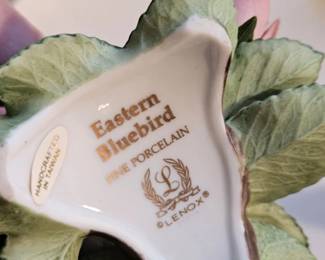 Eastern
Bluebird
FINE PORCELAIN
L
© LENOX ®
HANDCRAFTED
IN TAIWAN